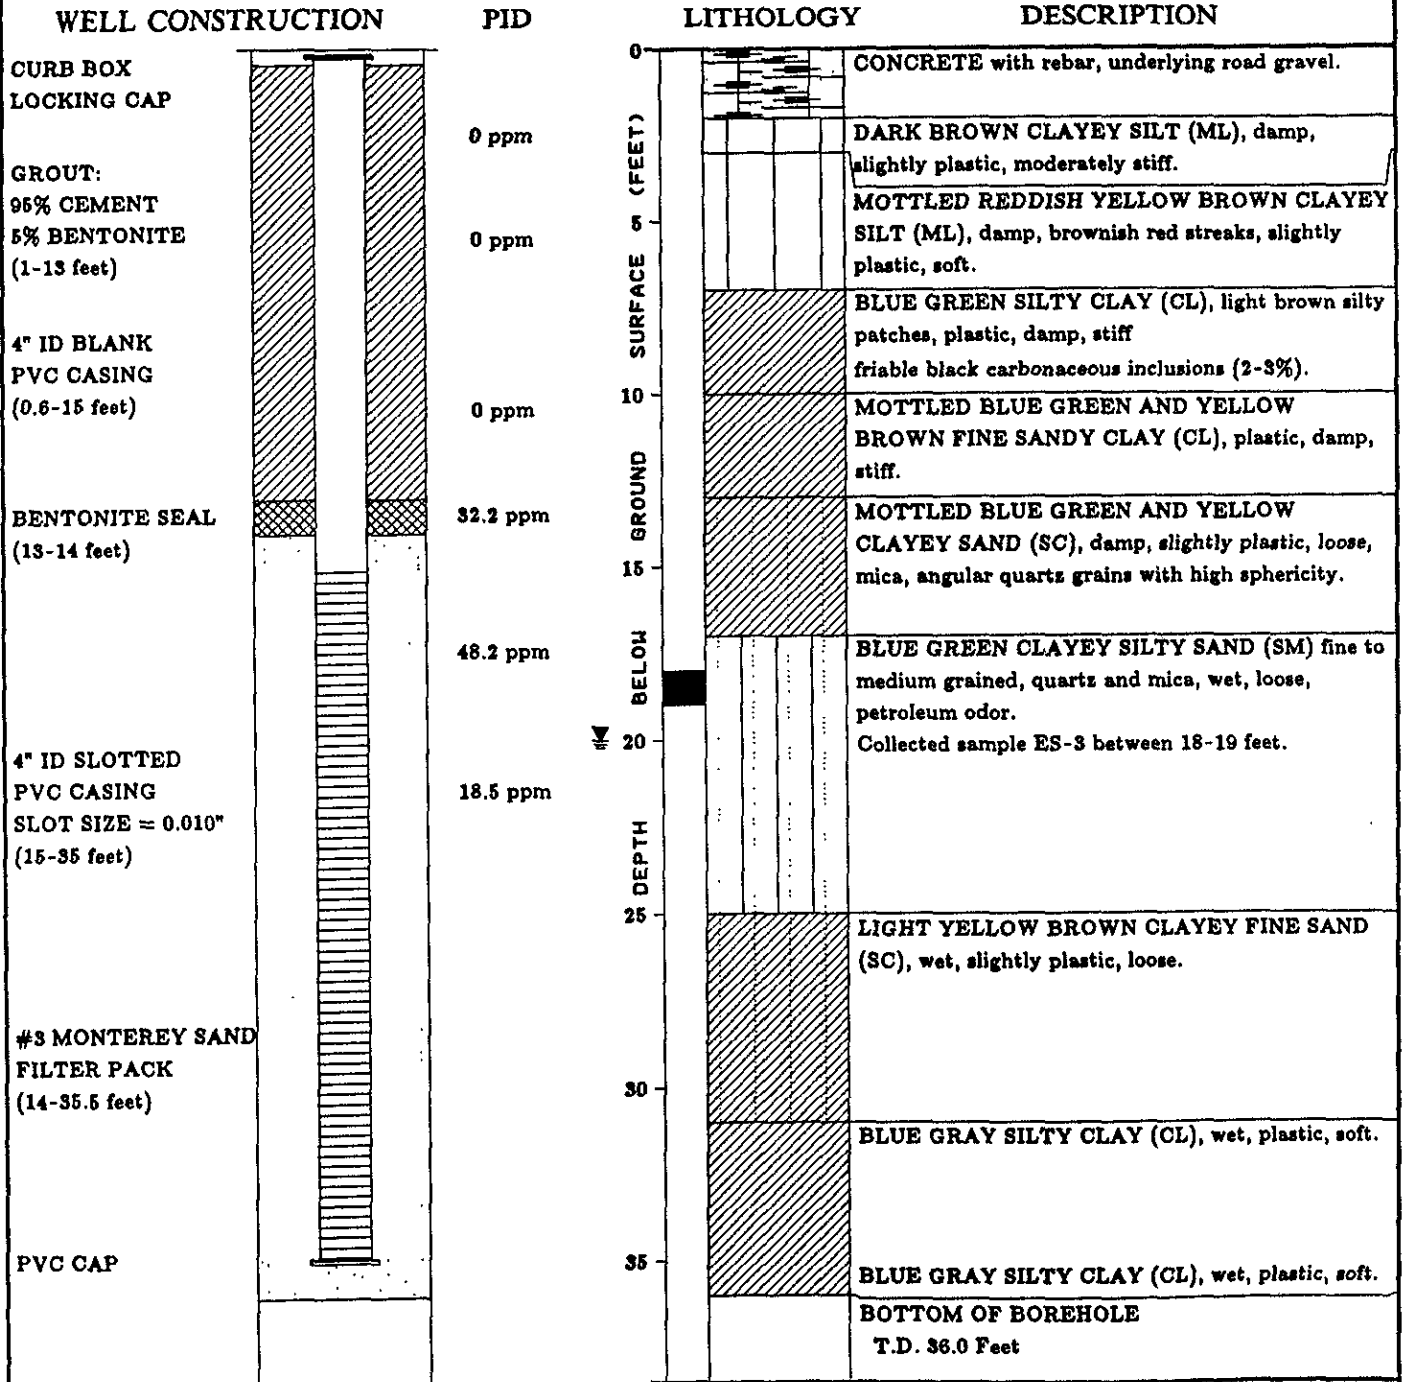 WELL CONSTRUCTION
PID
LITHOLOGY
DESCRIPTION
CURB BOX
LOCKING CAP
GROUT:
95% CEMENT
5% BENTONITE
(1-13 feet)
4" ID BLANK
PVC CASING
(0.6-15 feet)
BENTONITE SEAL
(13-14 feet)
4" ID SLOTTED
PVC CASING
SLOT SIZE = 0.010"
(15-35 feet)
#3 MONTEREY SAND
FILTER PACK
(14-35.5 feet)
PVC CAP
0 ppm
0 ppm
0 ppm
32.2 ppm
48.2 ppm
18.5 ppm
DEPTH BELOW GROUND SURFACE (FEET)
0
5
10
15
20
25
30
35
CONCRETE with rebar, underlying road gravel.
DARK BROWN CLAYEY SILT (ML), damp,
slightly plastic, moderately stiff.
MOTTLED REDDISH YELLOW BROWN CLAYEY
SILT (ML), damp, brownish red streaks, slightly
plastic, soft.
BLUE GREEN SILTY CLAY (CL), light brown silty
patches, plastic, damp, stiff
friable black carbonaceous inclusions (2-3%).
MOTTLED BLUE GREEN AND YELLOW
BROWN FINE SANDY CLAY (CL), plastic, damp,
stiff.
MOTTLED BLUE GREEN AND YELLOW
CLAYEY SAND (SC), damp, slightly plastic, loose,
mica, angular quartz grains with high sphericity.
BLUE GREEN CLAYEY SILTY SAND (SM) fine to
medium grained, quartz and mica, wet, loose,
petroleum odor.
Collected sample ES-3 between 18-19 feet.
LIGHT YELLOW BROWN CLAYEY FINE SAND
(SC), wet, slightly plastic, loose.
BLUE GRAY SILTY CLAY (CL), wet, plastic, soft.
BLUE GRAY SILTY CLAY (CL), wet, plastic, soft.
BOTTOM OF BOREHOLE
T.D. 36.0 Feet